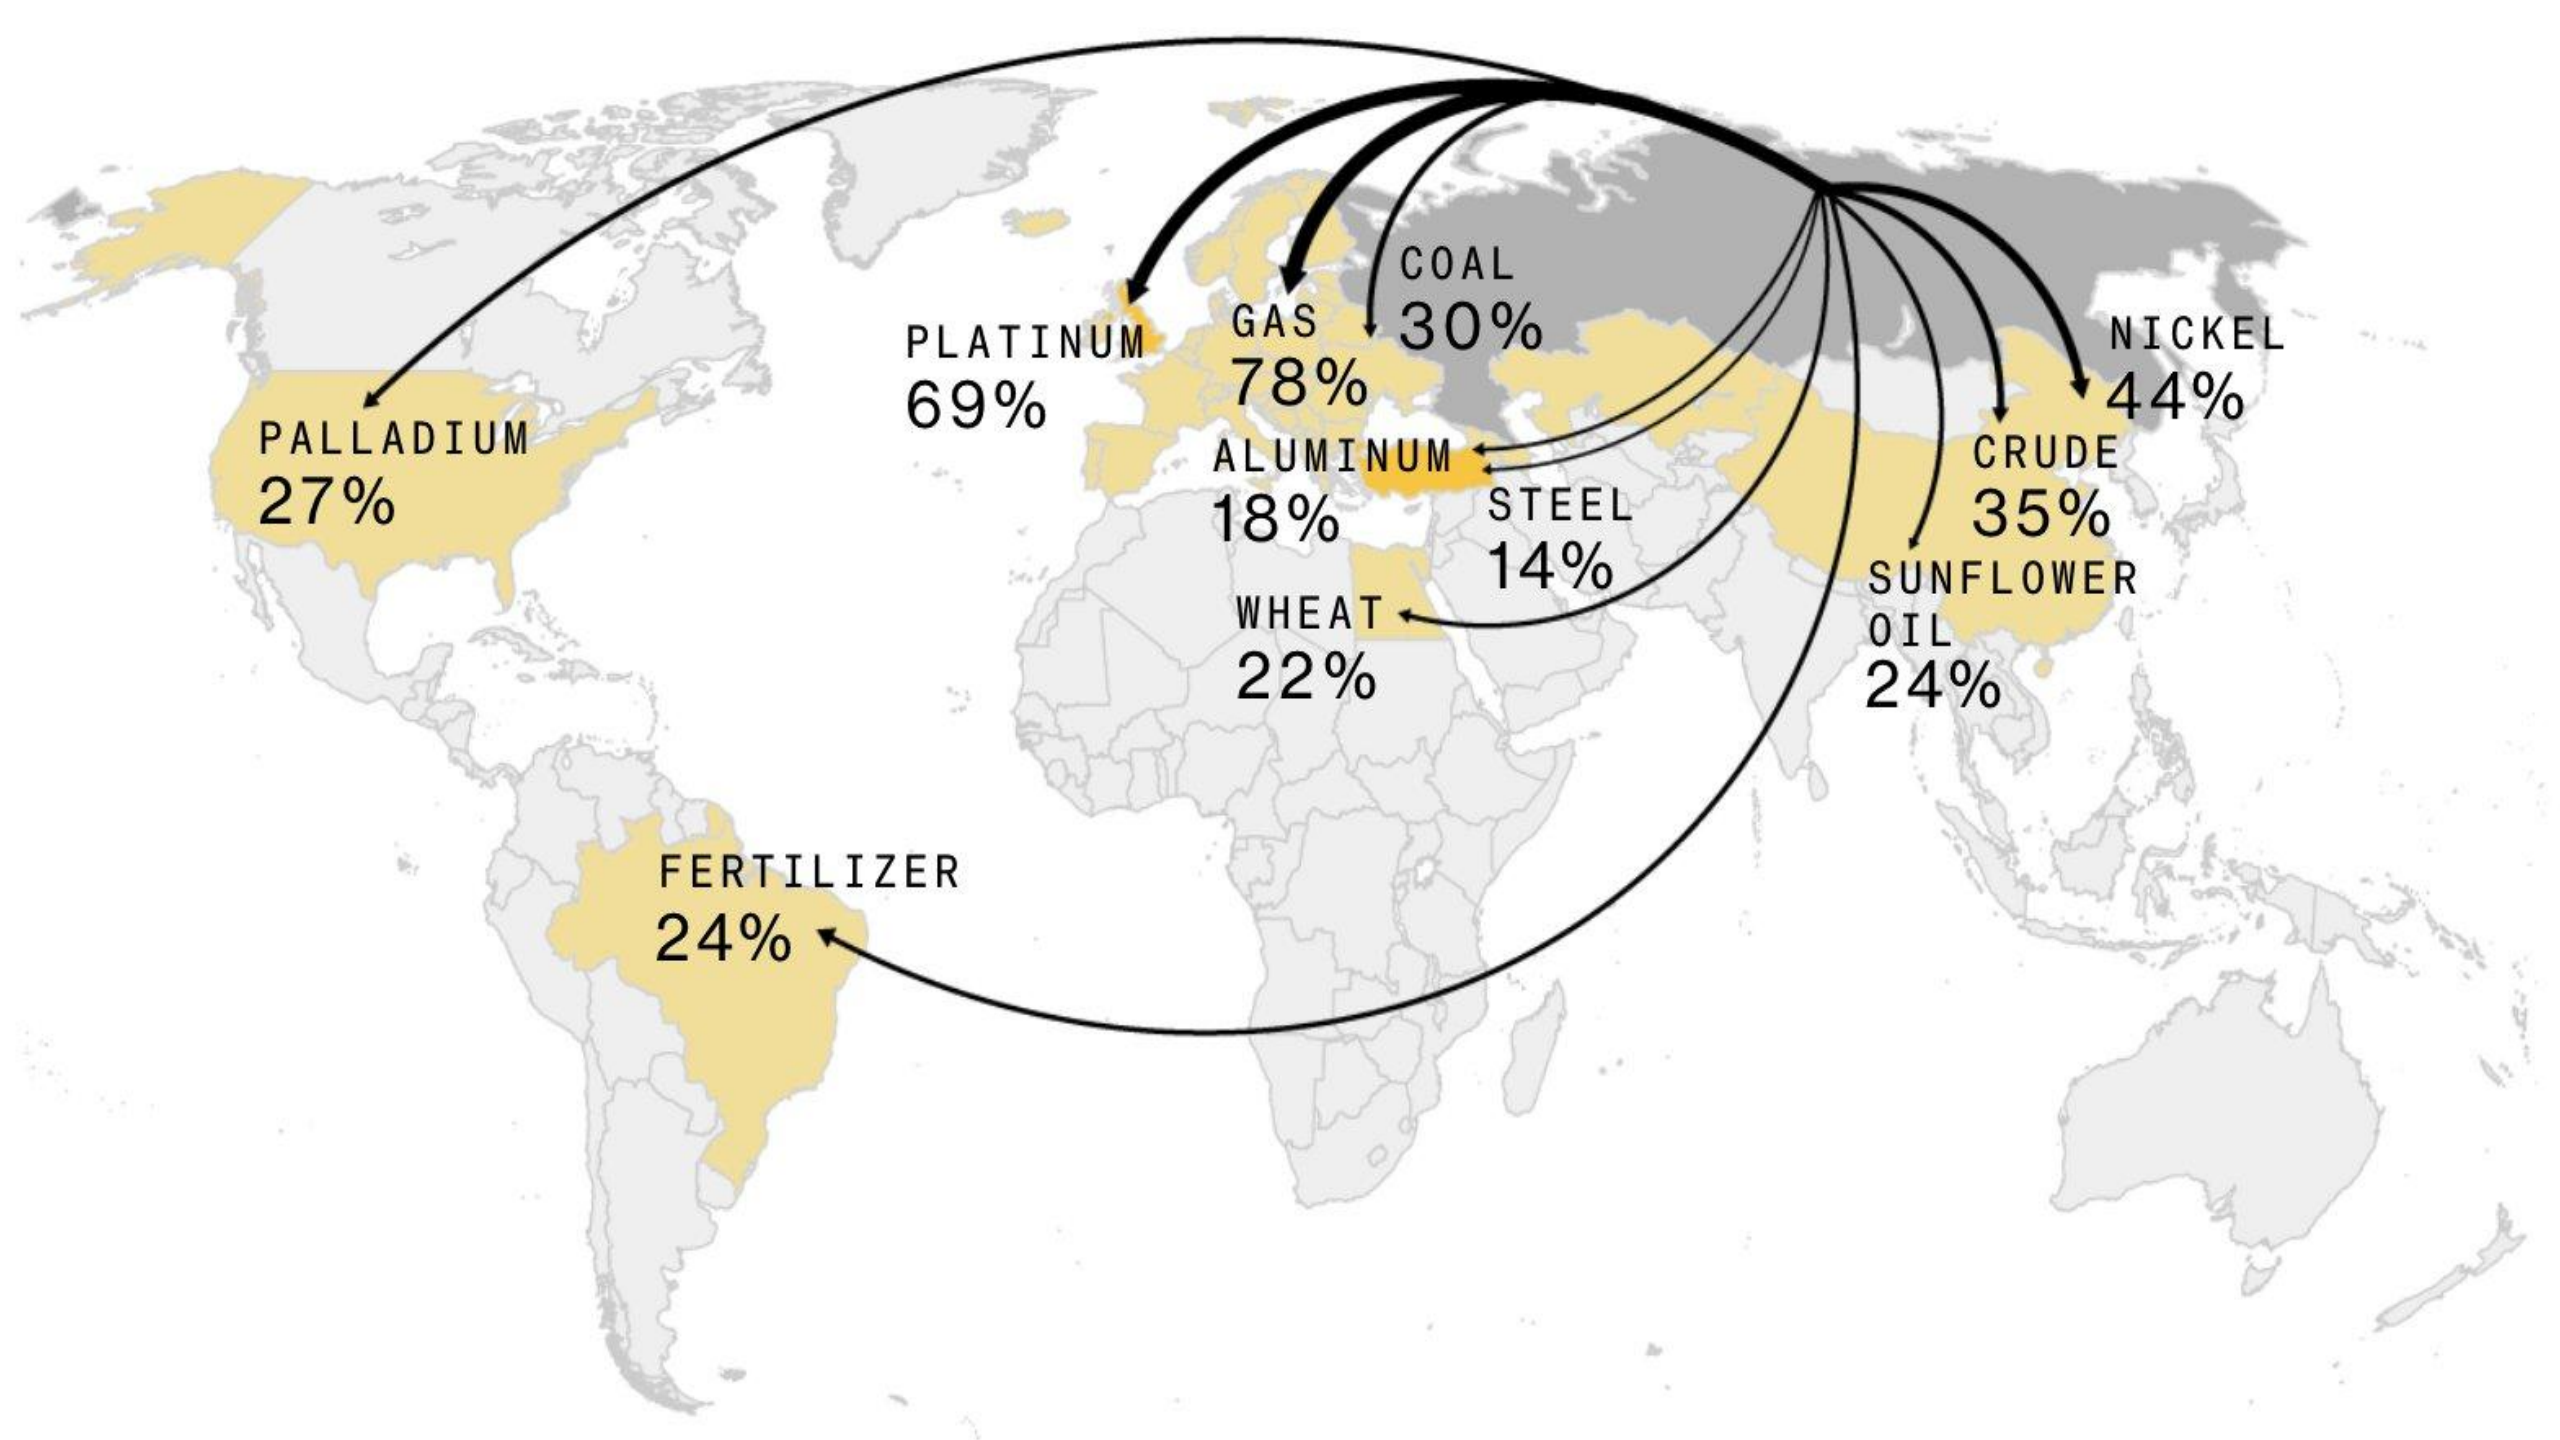 COAL
30%
PLATINUM
69%
GAS
78%
NICKEL
44%
PALLADIUM
27%
ALUMINUM
18%
STEEL
14%
CRUDE
35%
SUNFLOWER
OIL
24%
WHEAT
22%
FERTILIZER
24%